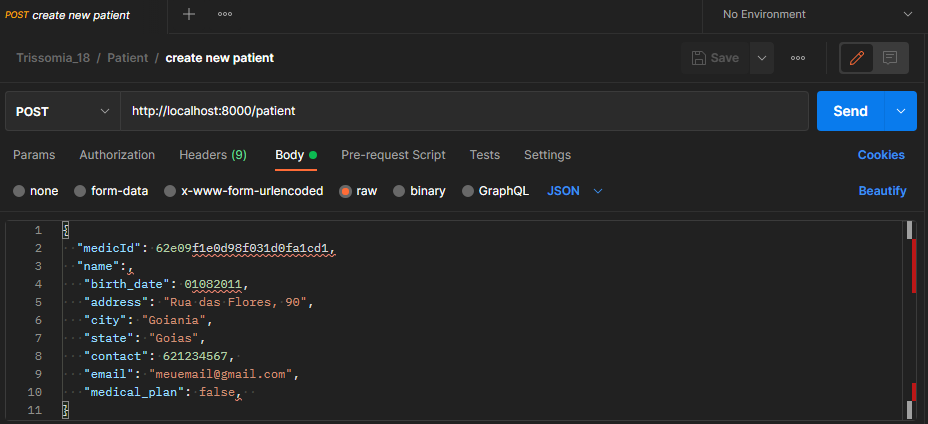 POST create new patient + ooo No Environment
Trissomia_18 / Patient / create new patient Save ooo
POST http://localhost:8000/patient Send
Params Authorization Headers (9) Body Pre-request Script Tests Settings Cookies
none form-data x-www-form-urlencoded raw binary GraphQL JSON Beautify
1 {
2 "medicId": 62e09f1e0d98f031d0fa1cd1,
3 "name":,
4 "birth_date": 01082011,
5 "address": "Rua das Flores, 90",
6 "city": "Goiania",
7 "state": "Goias",
8 "contact": 621234567,
9 "email": "meuemail@gmail.com",
10 "medical_plan": false,
11 }